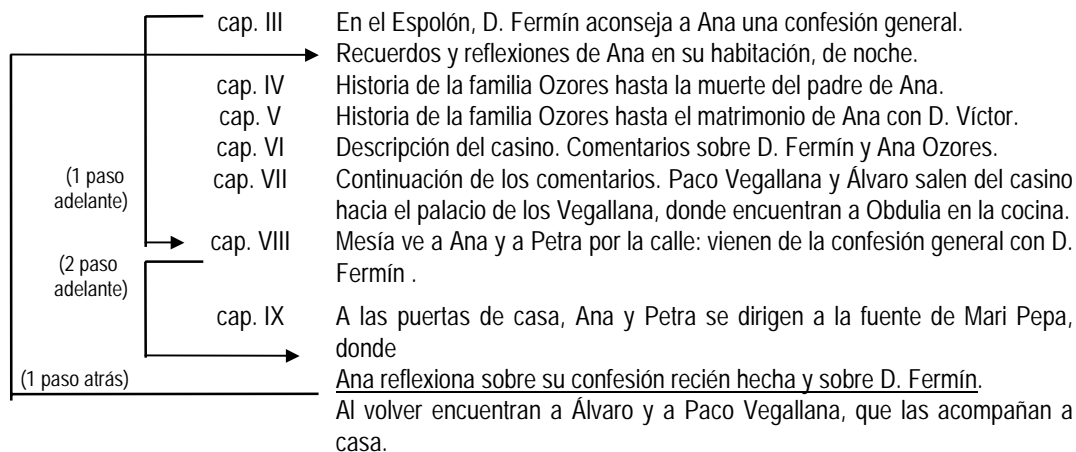 cap. III En el Espolón, D. Fermín aconseja a Ana una confesión general.
Recuerdos y reflexiones de Ana en su habitación, de noche.
cap. IV Historia de la familia Ozores hasta la muerte del padre de Ana.
cap. V Historia de la familia Ozores hasta el matrimonio de Ana con D. Víctor.
cap. VI Descripción del casino. Comentarios sobre D. Fermín y Ana Ozores.
(1 paso
adelante)
cap. VII Continuación de los comentarios. Paco Vegallana y Álvaro salen del casino
hacia el palacio de los Vegallana, donde encuentran a Obdulia en la cocina.
cap. VIII Mesía ve a Ana y a Petra por la calle: vienen de la confesión general con D.
Fermín .
(2 paso
adelante)
cap. IX A las puertas de casa, Ana y Petra se dirigen a la fuente de Mari Pepa,
donde
(1 paso atrás) Ana reflexiona sobre su confesión recién hecha y sobre D. Fermín.
Al volver encuentran a Álvaro y a Paco Vegallana, que las acompañan a
casa.